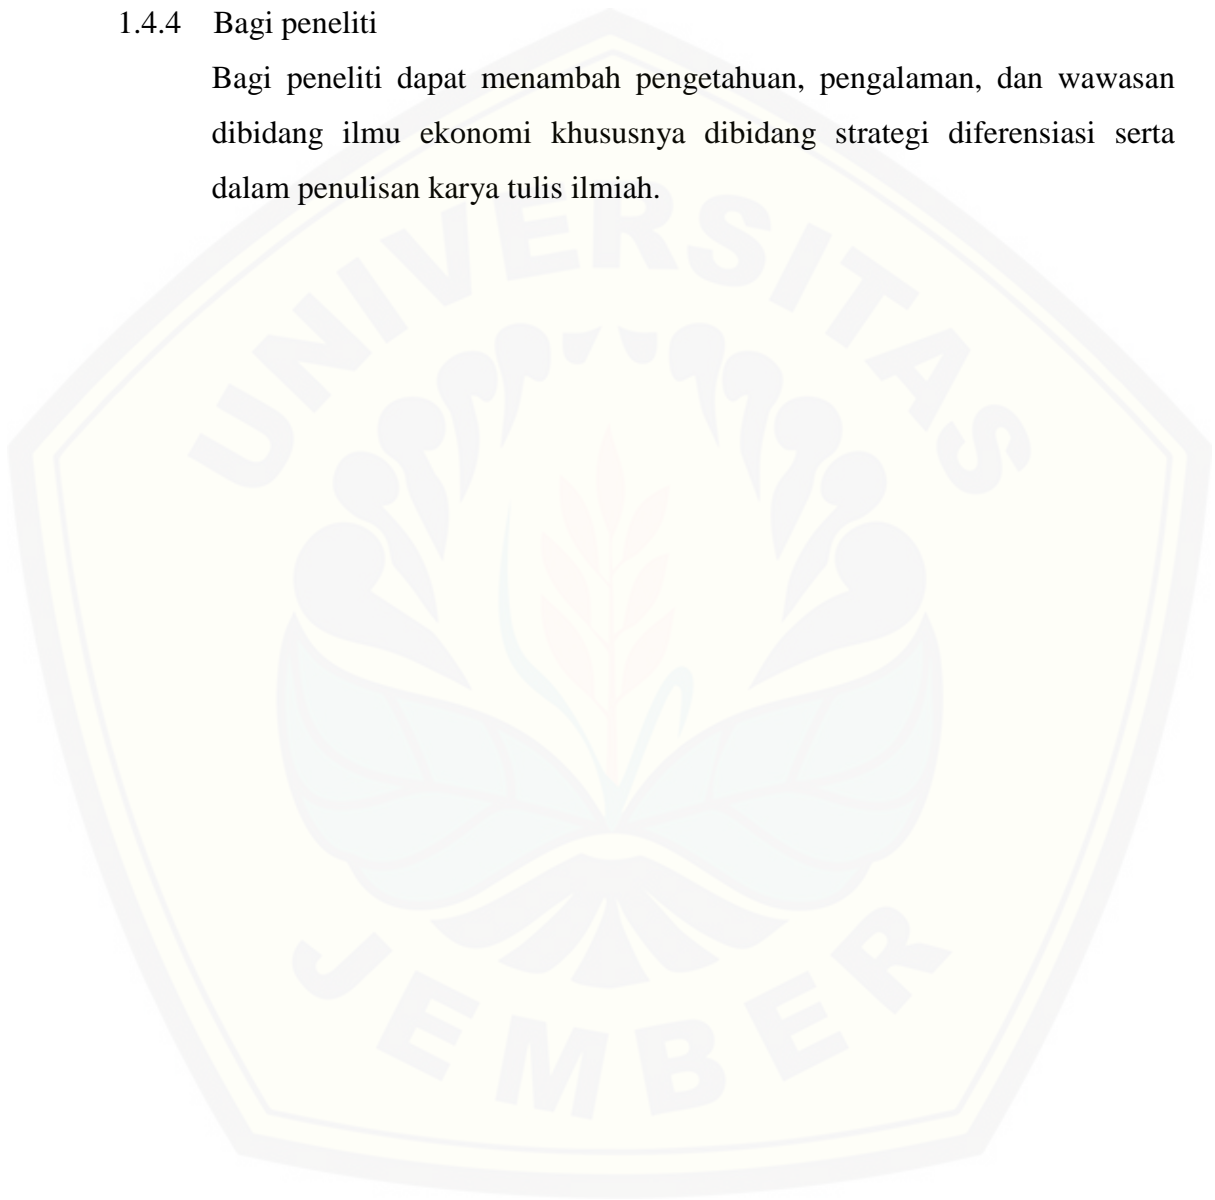 1.4.4 Bagi peneliti
Bagi peneliti dapat menambah pengetahuan, pengalaman, dan wawasan
dibidang ilmu ekonomi khususnya dibidang strategi diferensiasi serta
dalam penulisan karya tulis ilmiah.
UNIVERSITAS
JEMBER